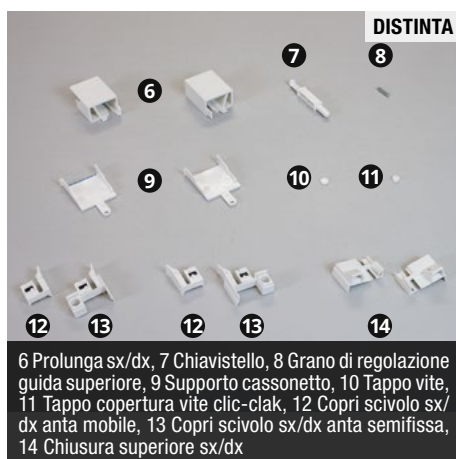 DISTINTA
7
8
6
9
10
11
12
13
12
13
14
6 Prolunga sx/dx, 7 Chiavistello, 8 Grano di regolazione
guida superiore, 9 Supporto cassonetto, 10 Tappo vite,
11 Tappo copertura vite clic-clak, 12 Copri scivolo sx/
dx anta mobile, 13 Copri scivolo sx/dx anta semifissa,
14 Chiusura superiore sx/dx